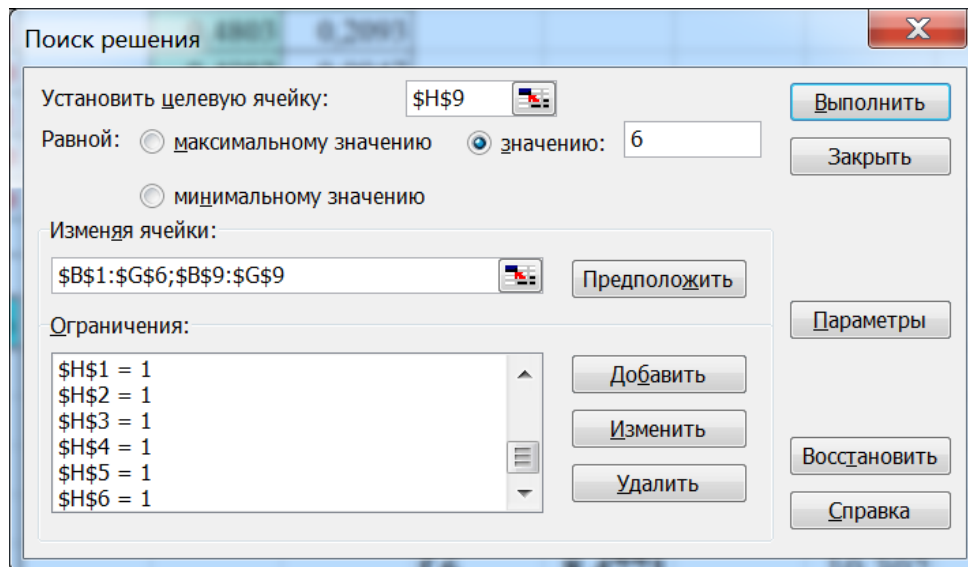 Поиск решения
Установить целевую ячейку: $H$9
Выполнить
Равной: максимальному значению значению: 6
Закрыть
минимальному значению
Изменяя ячейки:
$B$1:$G$6;$B$9:$G$9
Предположить
Ограничения:
Параметры
$H$1 = 1
Добавить
$H$2 = 1
$H$3 = 1
Изменить
$H$4 = 1
Восстановить
$H$5 = 1
Удалить
$H$6 = 1
Справка